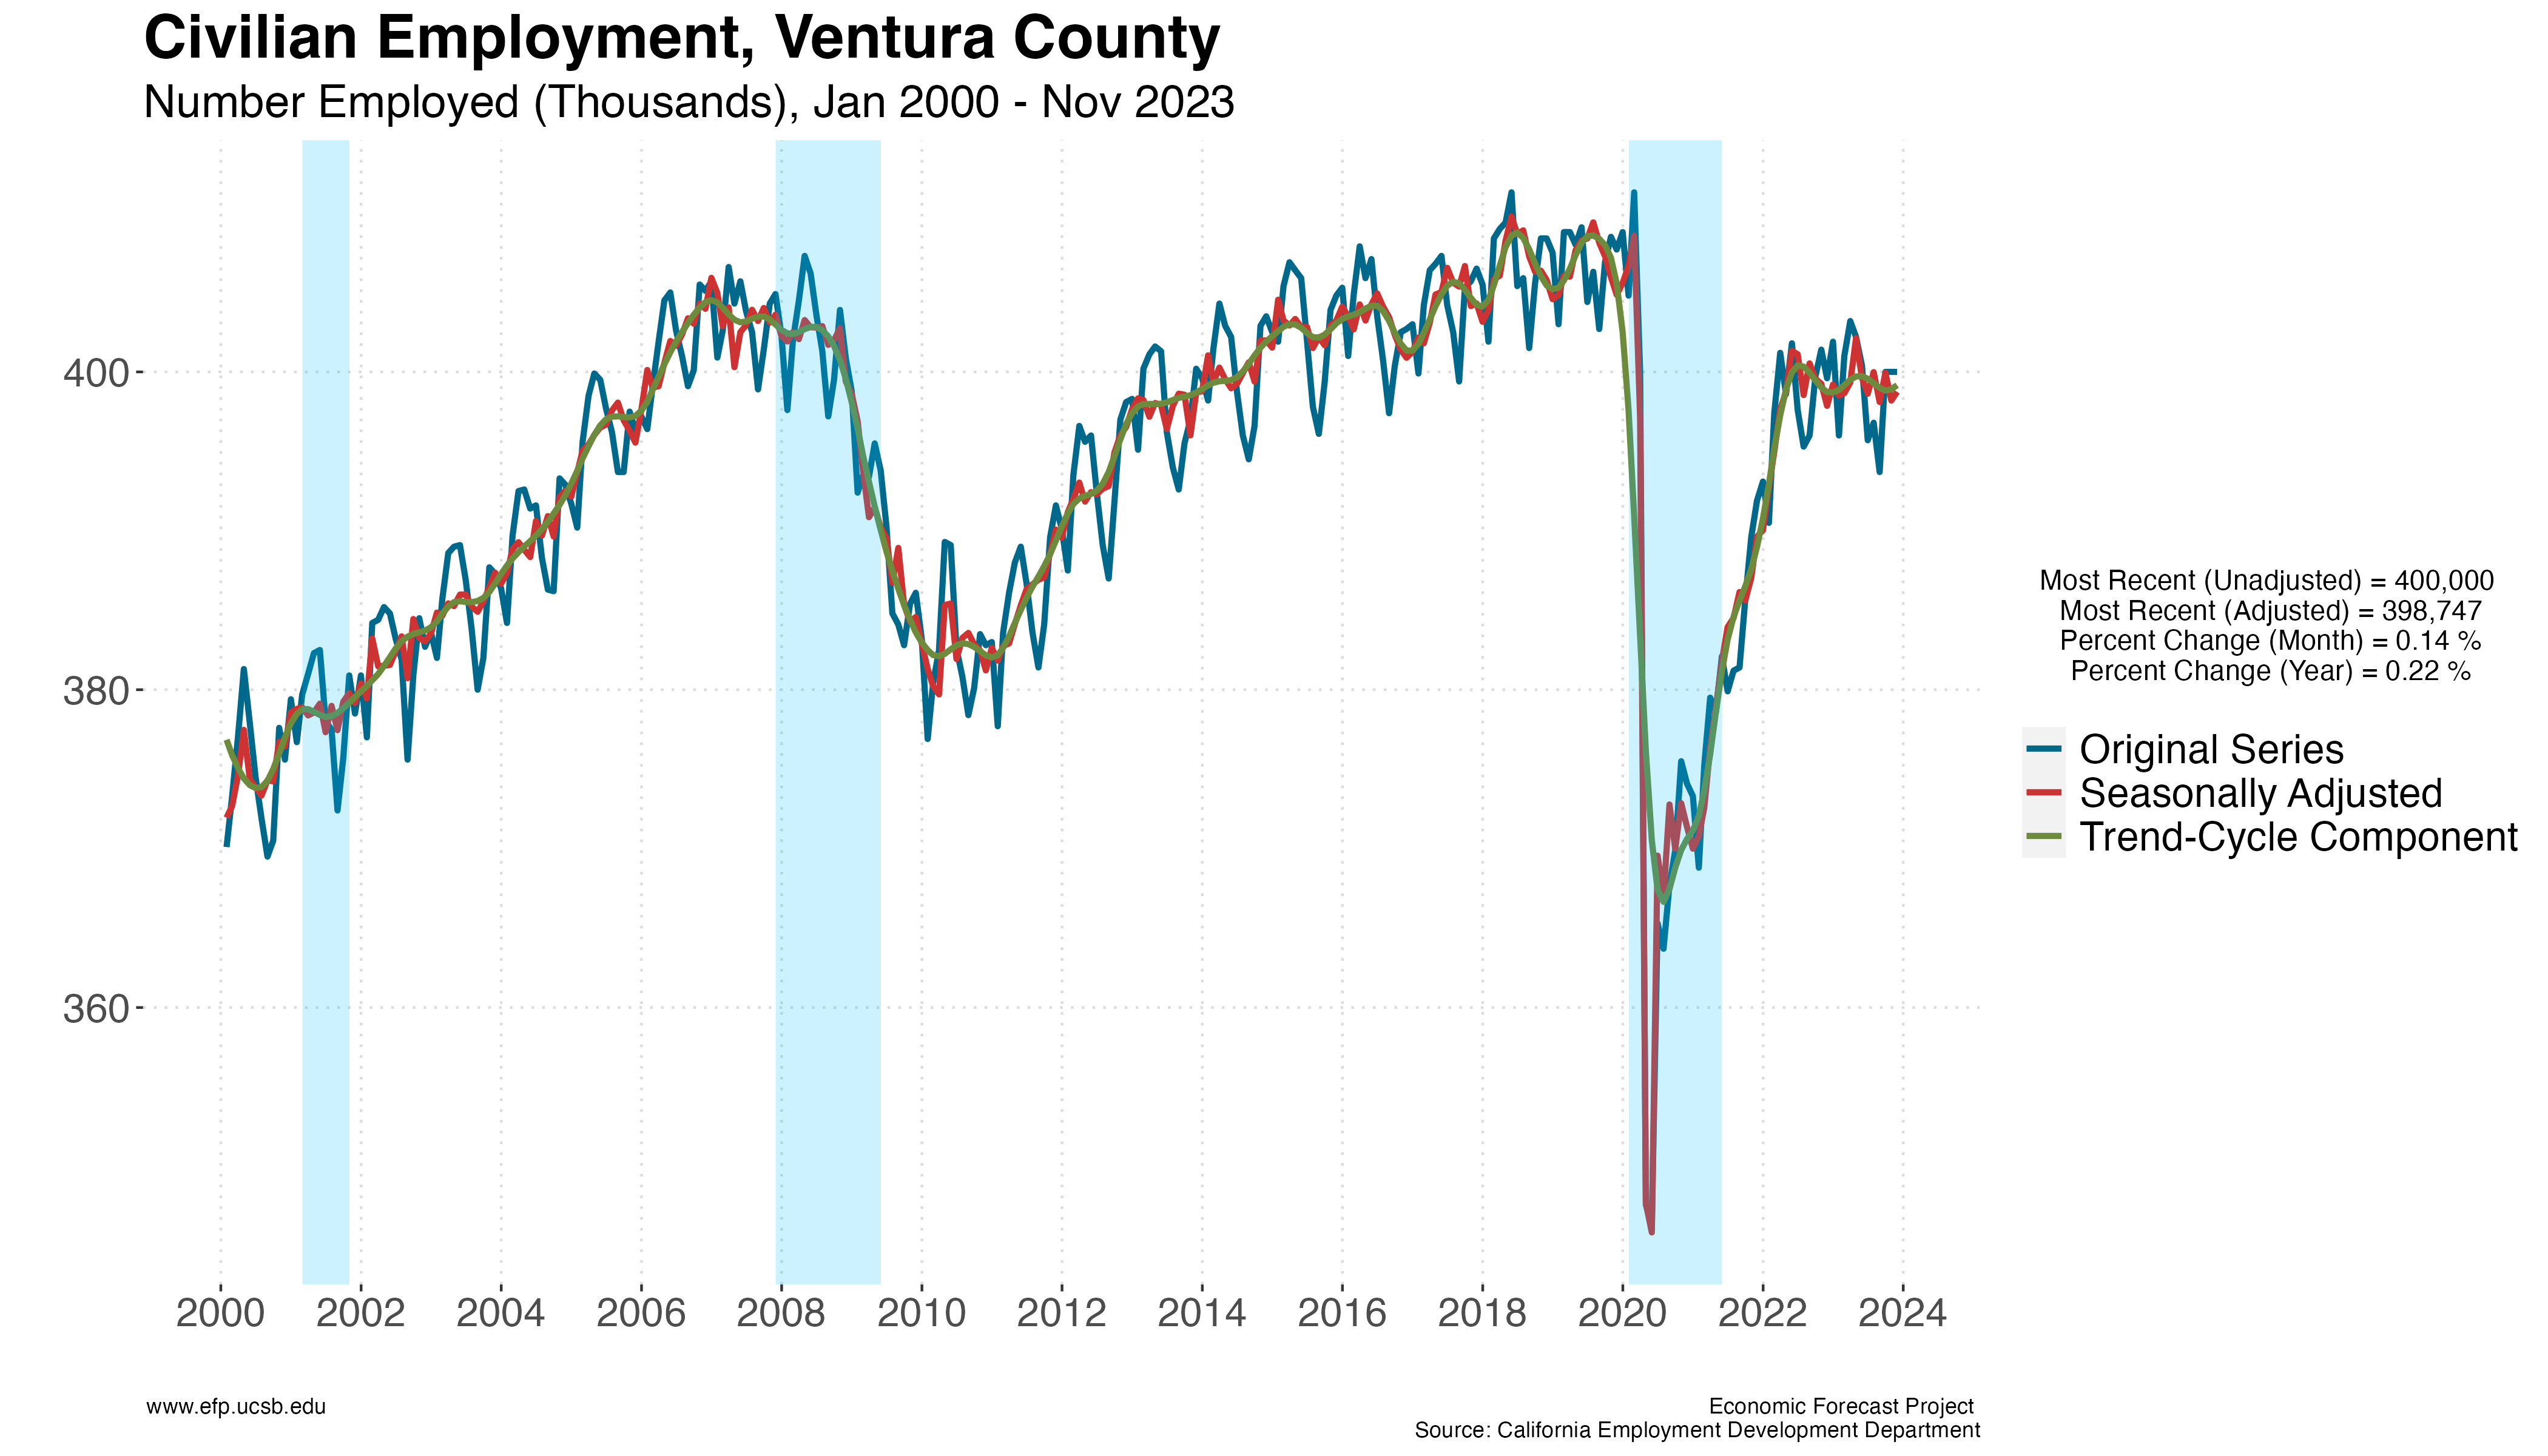 Civilian Employment, Ventura County
Number Employed (Thousands), Jan 2000 - Nov 2023
400
380
360
2000 2002 2004 2006 2008 2010 2012 2014 2016 2018 2020 2022 2024
Most Recent (Unadjusted) = 400,000
Most Recent (Adjusted) = 398,747
Percent Change (Month) = 0.14 %
Percent Change (Year) = 0.22 %
Original Series
Seasonally Adjusted
Trend-Cycle Component
www.efp.ucsb.edu
Economic Forecast Project
Source: California Employment Development Department